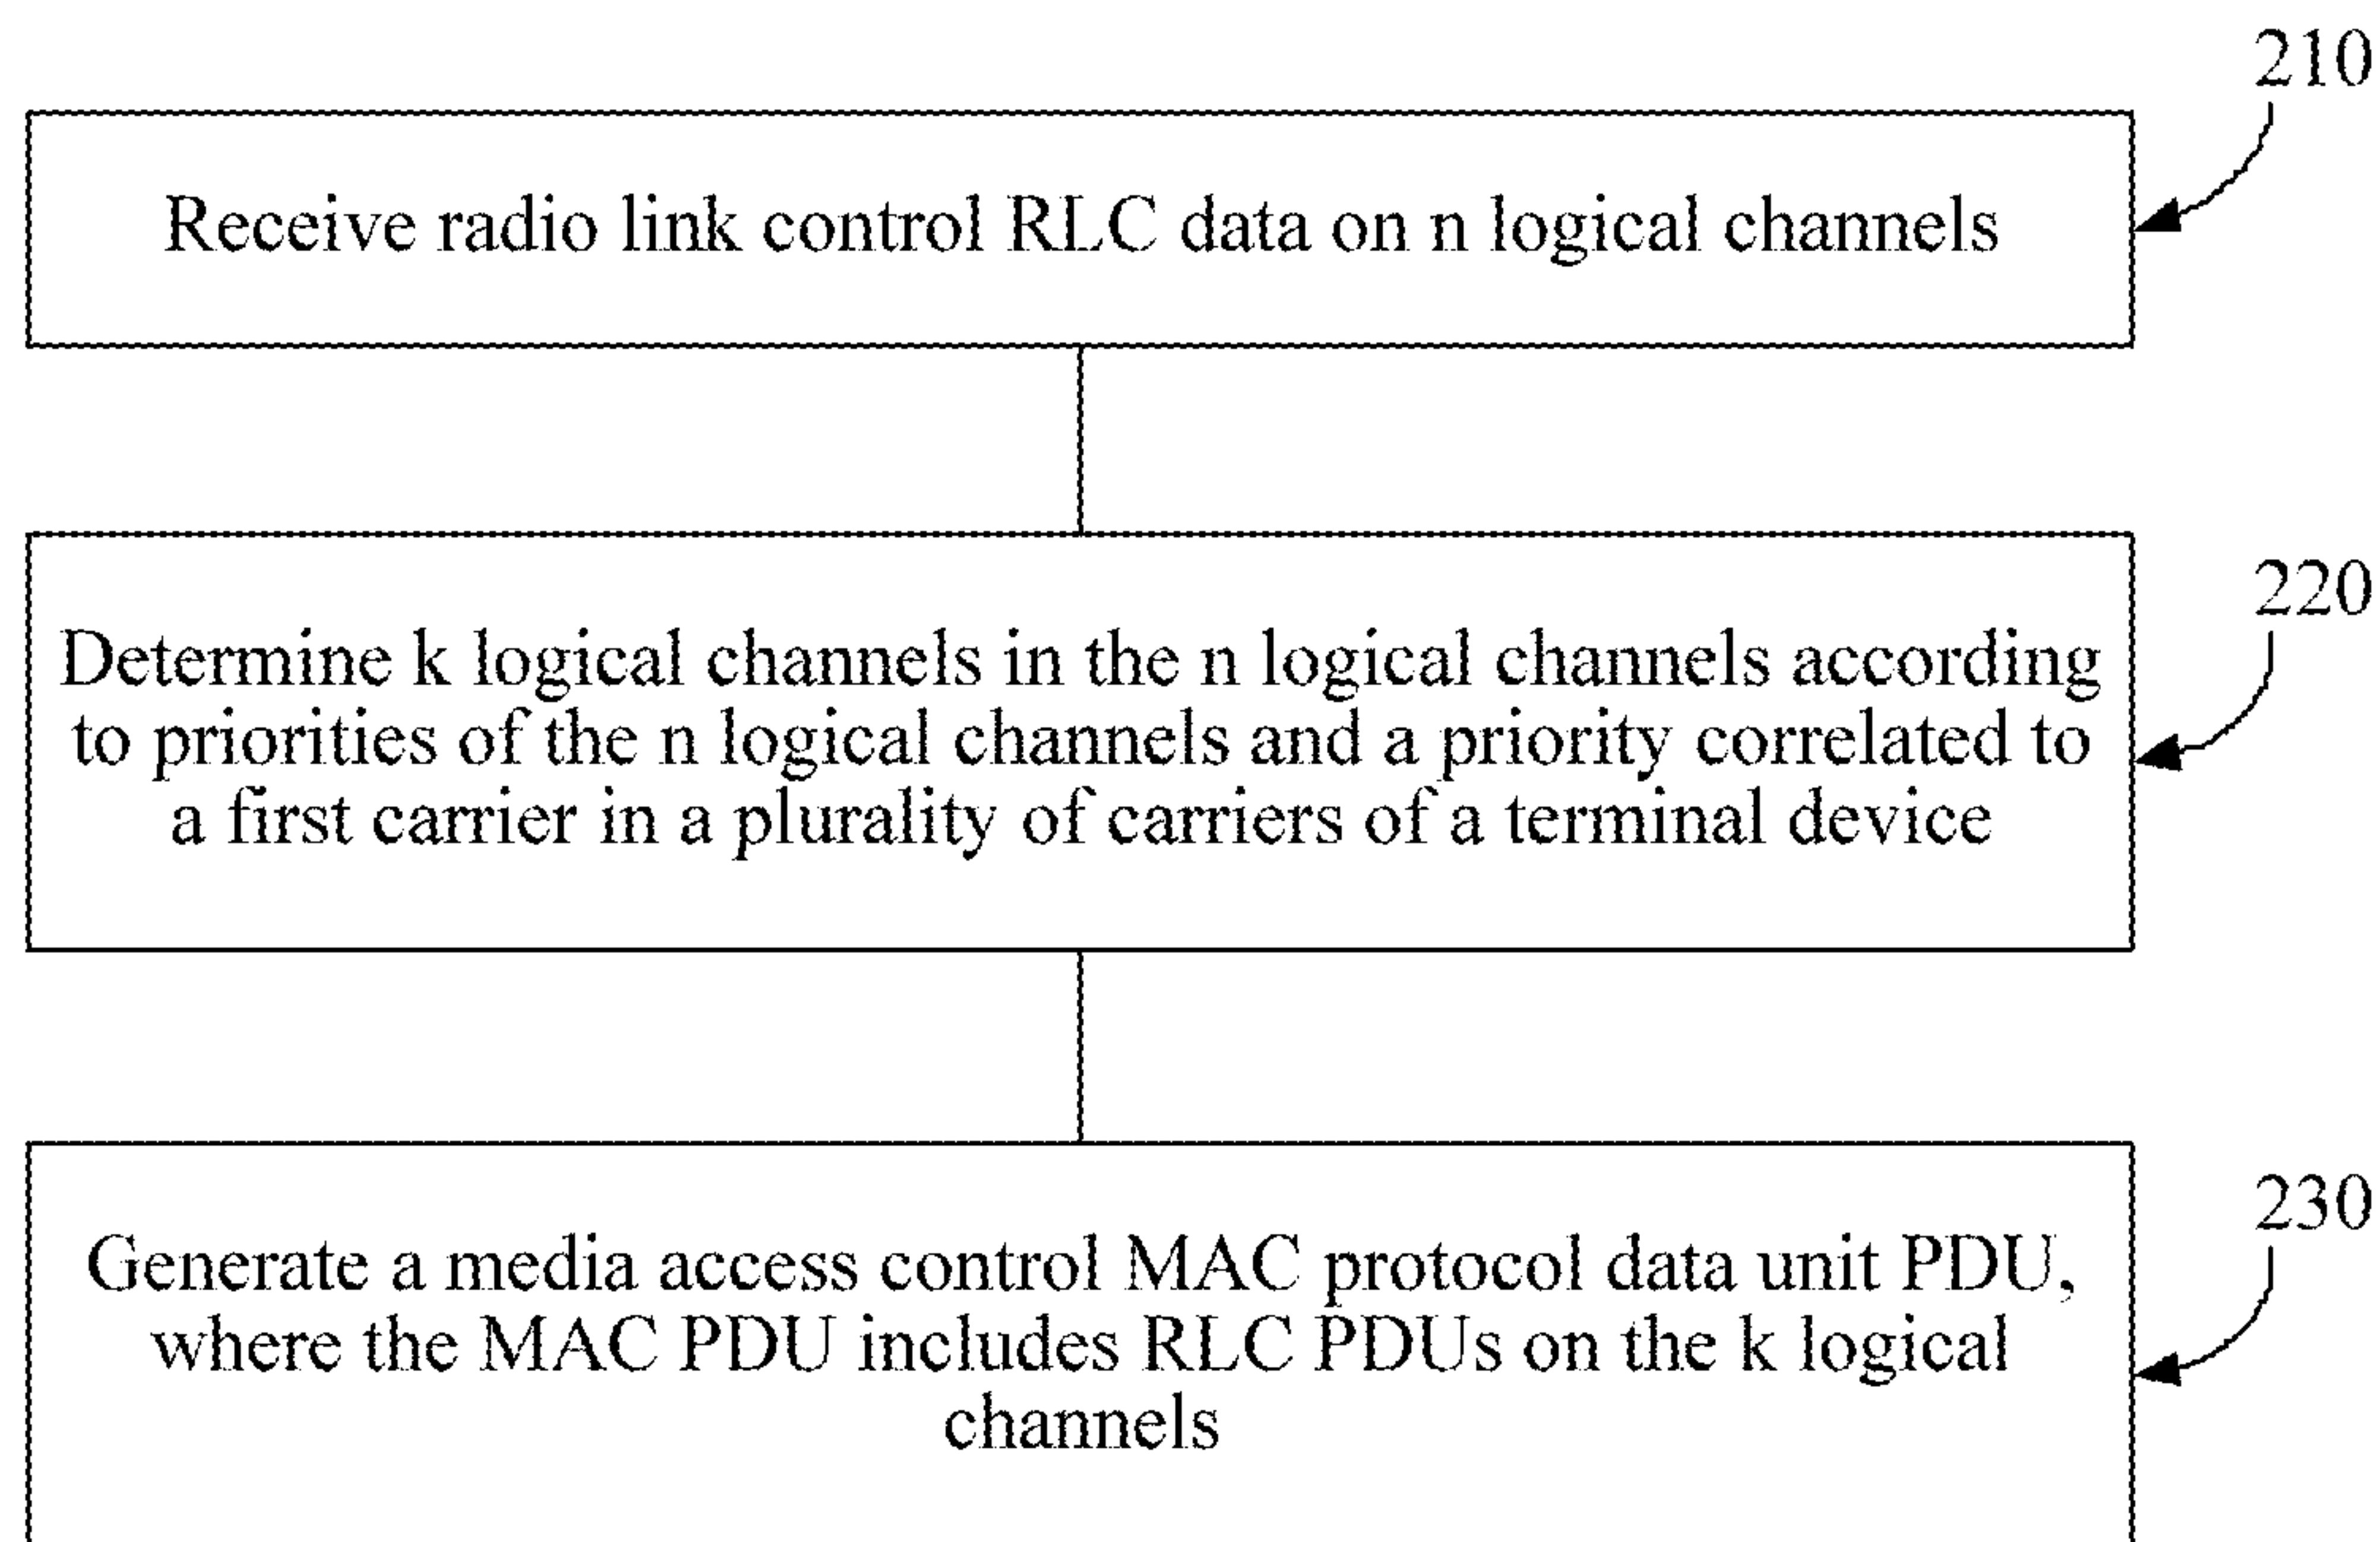 210
Receive radio link control RLC data on n logical channels
220
Determine k logical channels in the n logical channels according
to priorities of the n logical channels and a priority correlated to
a first carrier in a plurality of carriers of a terminal device
230
Generate a media access control MAC protocol data unit PDU,
where the MAC PDU includes RLC PDUs on the k logical
channels